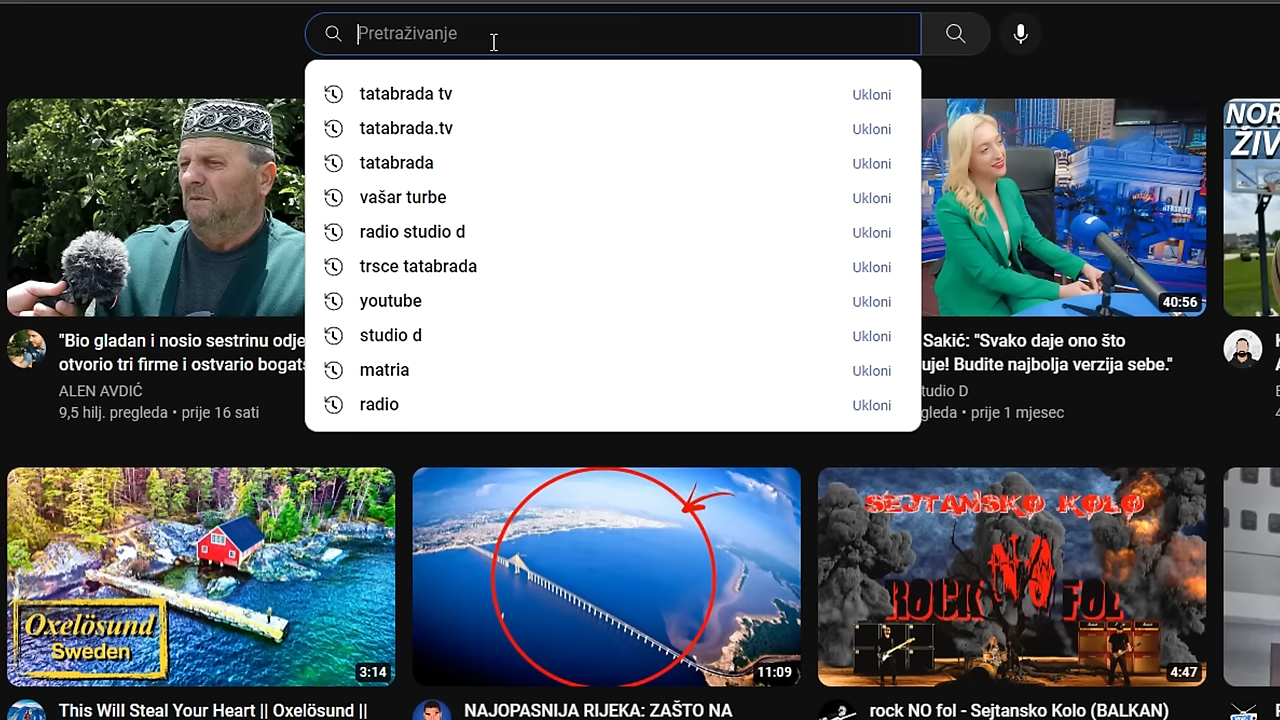 Pretraživanje
tatabrada tv
Ukloni
tatabrada.tv
Ukloni
tatabrada
Ukloni
vašar turbe
Ukloni
radio studio d
Ukloni
trsce tatabrada
Ukloni
youtube
Ukloni
studio d
Ukloni
matria
Ukloni
radio
Ukloni
"Bio gladan i nosio sestrinu odje
otvorio tri firme i ostvario bogats
ALEN AVDIĆ
9,5 hilj. pregleda • prije 16 sati
40:56
Sakić: "Svako daje ono što
uje! Budite najbolja verzija sebe."
tudio D
gleda • prije 1 mjesec
NOR
ŽIV
Oxelösund
Sweden
3:14
This Will Steal Your Heart || Oxelösund ||
11:09
NAJOPASNIJA RIJEKA: ZAŠTO NA
SEJTANSKO KOLO
ROCK NO FOL
4:47
rock NO fol - Sejtansko Kolo (BALKAN)